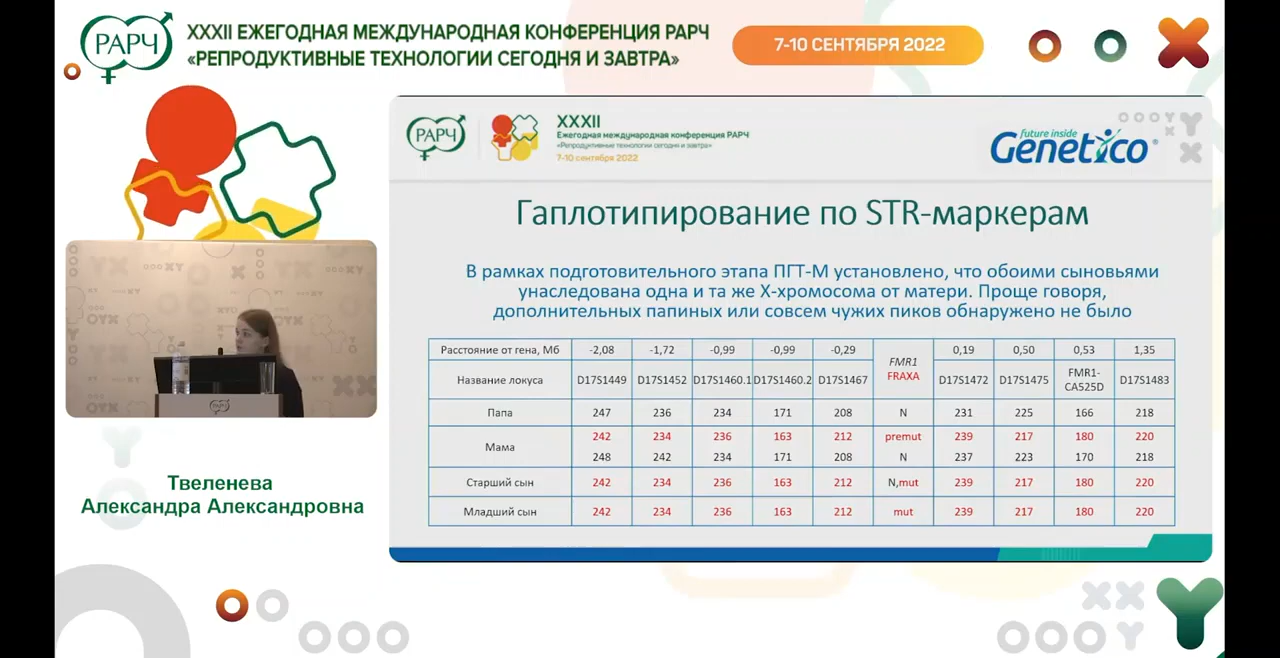 РАРЧ
XXXII ЕЖЕГОДНАЯ МЕЖДУНАРОДНАЯ КОНФЕРЕНЦИЯ РАРЧ
«РЕПРОДУКТИВНЫЕ ТЕХНОЛОГИИ СЕГОДНЯ И ЗАВТРА»
7-10 СЕНТЯБРЯ 2022
РАРЧ
XXXII
Ежегодная международная конференция РАРЧ
«Репродуктивные технологии сегодня и завтра»
7-10 сентября 2022
future inside
Genetico
Гаплотипирование по STR-маркерам
В рамках подготовительного этапа ПГТ-М установлено, что обоими сыновьями
унаследована одна и та же Х-хромосома от матери. Проще говоря,
дополнительных папиных или совсем чужих пиков обнаружено не было
Расстояние от гена, Мб -2,08 -1,72 -0,99 -0,99 -0,29 FMR1 FRAXA 0,19 0,50 0,53 1,35
Название локуса D17S1449 D17S1452 D17S1460.1 D17S1460.2 D17S1467 D17S1472 D17S1475 FMR1-CA525D D17S1483
Папа 247 236 234 171 208 N 231 225 166 218
Мама 242 234 236 163 212 premut 239 217 180 220
248 242 234 171 208 N 237 223 170 218
Старший сын 242 234 236 163 212 N,mut 239 217 180 220
Младший сын 242 234 236 163 212 mut 239 217 180 220
Твеленева
Александра Александровна